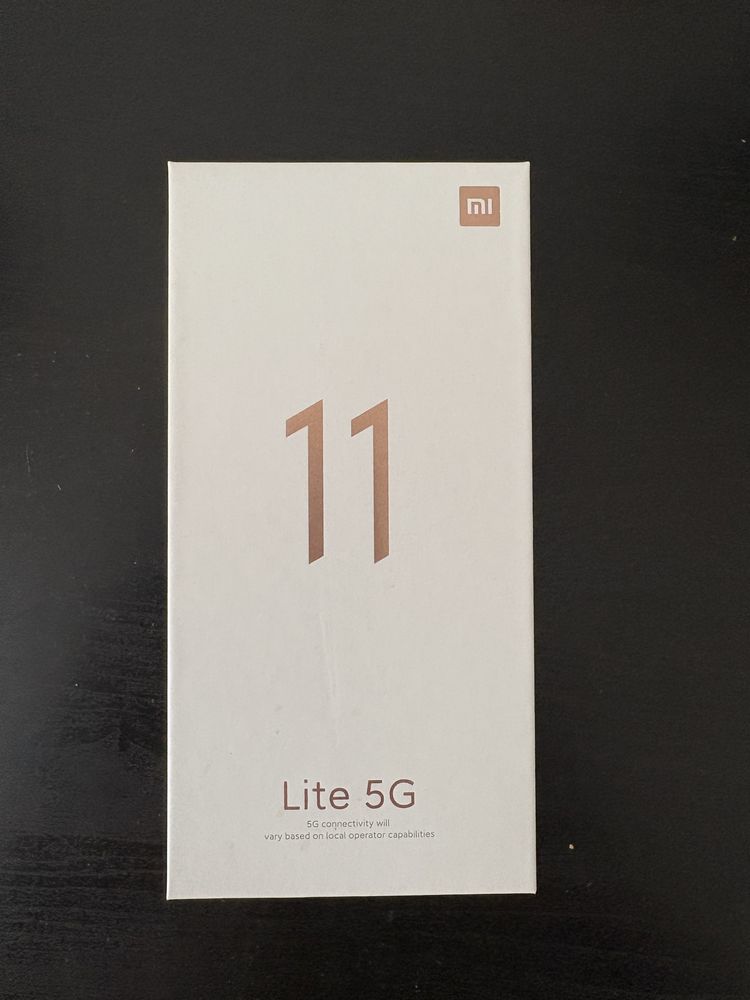 mi
11
Lite 5G
5G connectivity will
vary based on local operator capabilities